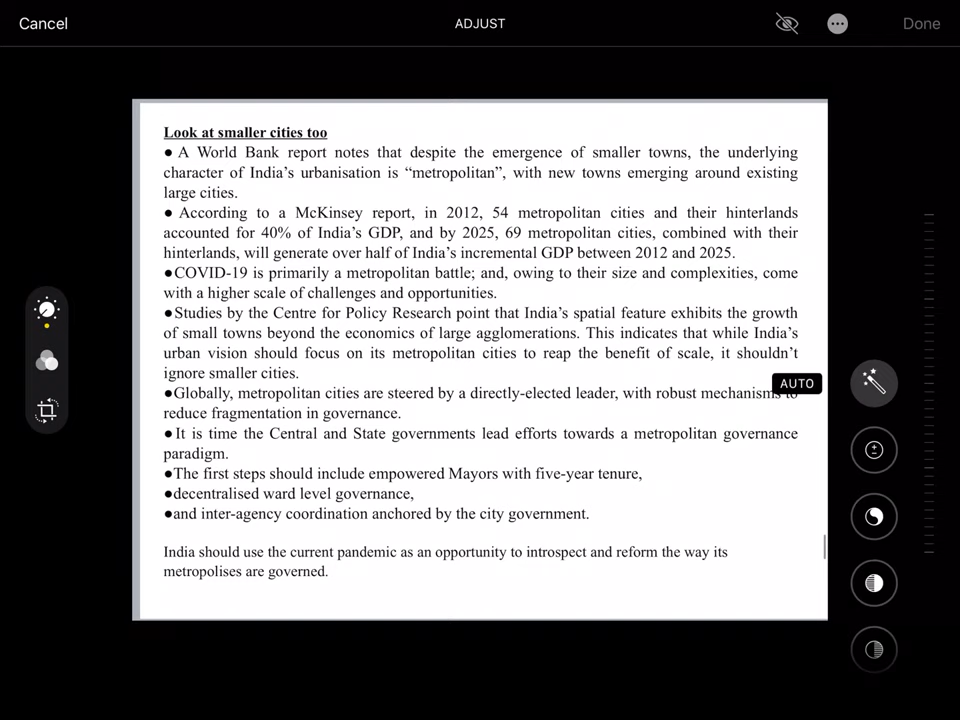 Cancel
ADJUST
Done
Look at smaller cities too
● A World Bank report notes that despite the emergence of smaller towns, the underlying
character of India's urbanisation is “metropolitan”, with new towns emerging around existing
large cities.
● According to a McKinsey report, in 2012, 54 metropolitan cities and their hinterlands
accounted for 40% of India's GDP, and by 2025, 69 metropolitan cities, combined with their
hinterlands, will generate over half of India's incremental GDP between 2012 and 2025.
●COVID-19 is primarily a metropolitan battle; and, owing to their size and complexities, come
with a higher scale of challenges and opportunities.
●Studies by the Centre for Policy Research point that India's spatial feature exhibits the growth
of small towns beyond the economics of large agglomerations. This indicates that while India's
urban vision should focus on its metropolitan cities to reap the benefit of scale, it shouldn't
ignore smaller cities.
●Globally, metropolitan cities are steered by a directly-elected leader, with robust mechanisms to
reduce fragmentation in governance.
●It is time the Central and State governments lead efforts towards a metropolitan governance
paradigm.
●The first steps should include empowered Mayors with five-year tenure,
●decentralised ward level governance,
●and inter-agency coordination anchored by the city government.
India should use the current pandemic as an opportunity to introspect and reform the way its
metropolises are governed.
AUTO